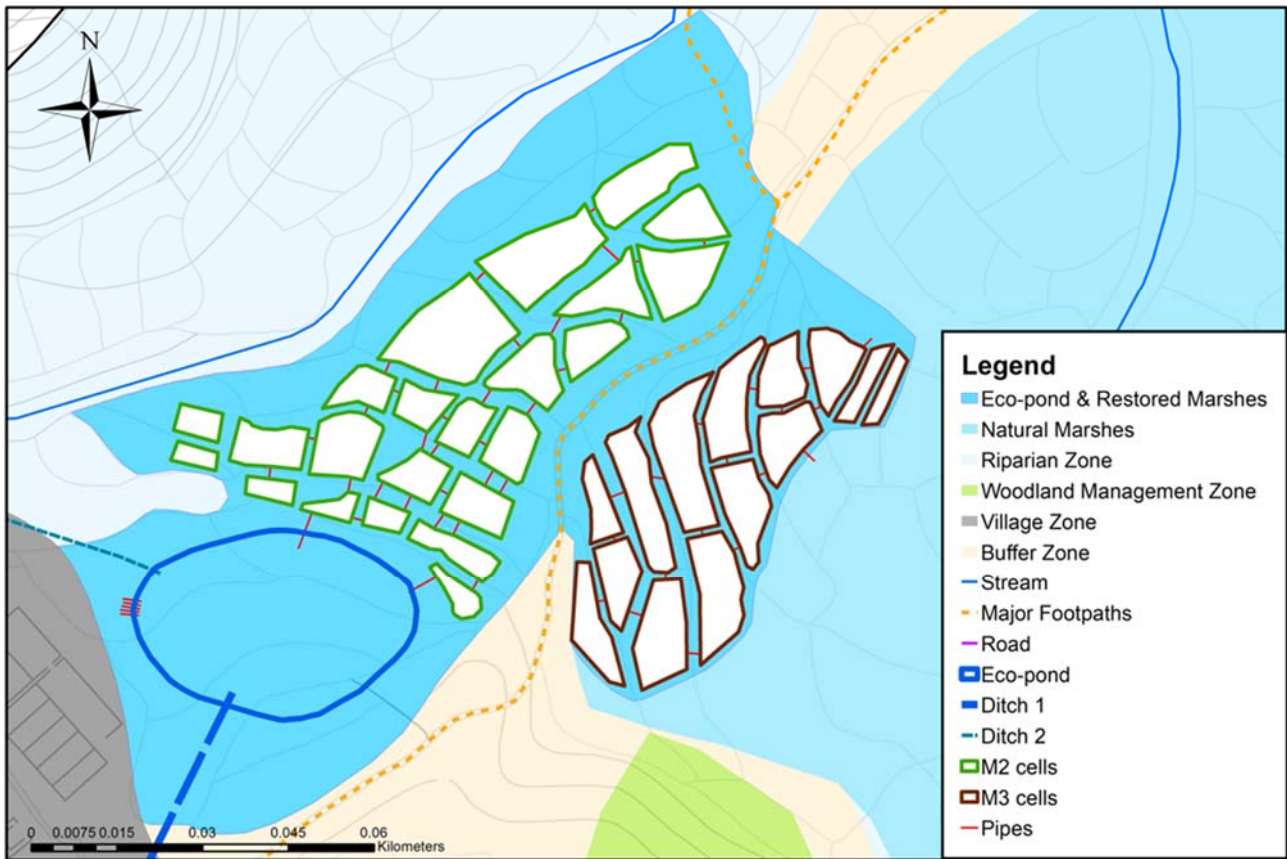 N
Legend
Eco-pond & Restored Marshes
Natural Marshes
Riparian Zone
Woodland Management Zone
Village Zone
Buffer Zone
Stream
Major Footpaths
Road
Eco-pond
Ditch 1
Ditch 2
M2 cells
M3 cells
Pipes
0 0.0075 0.015 0.03 0.045 0.06
Kilometers